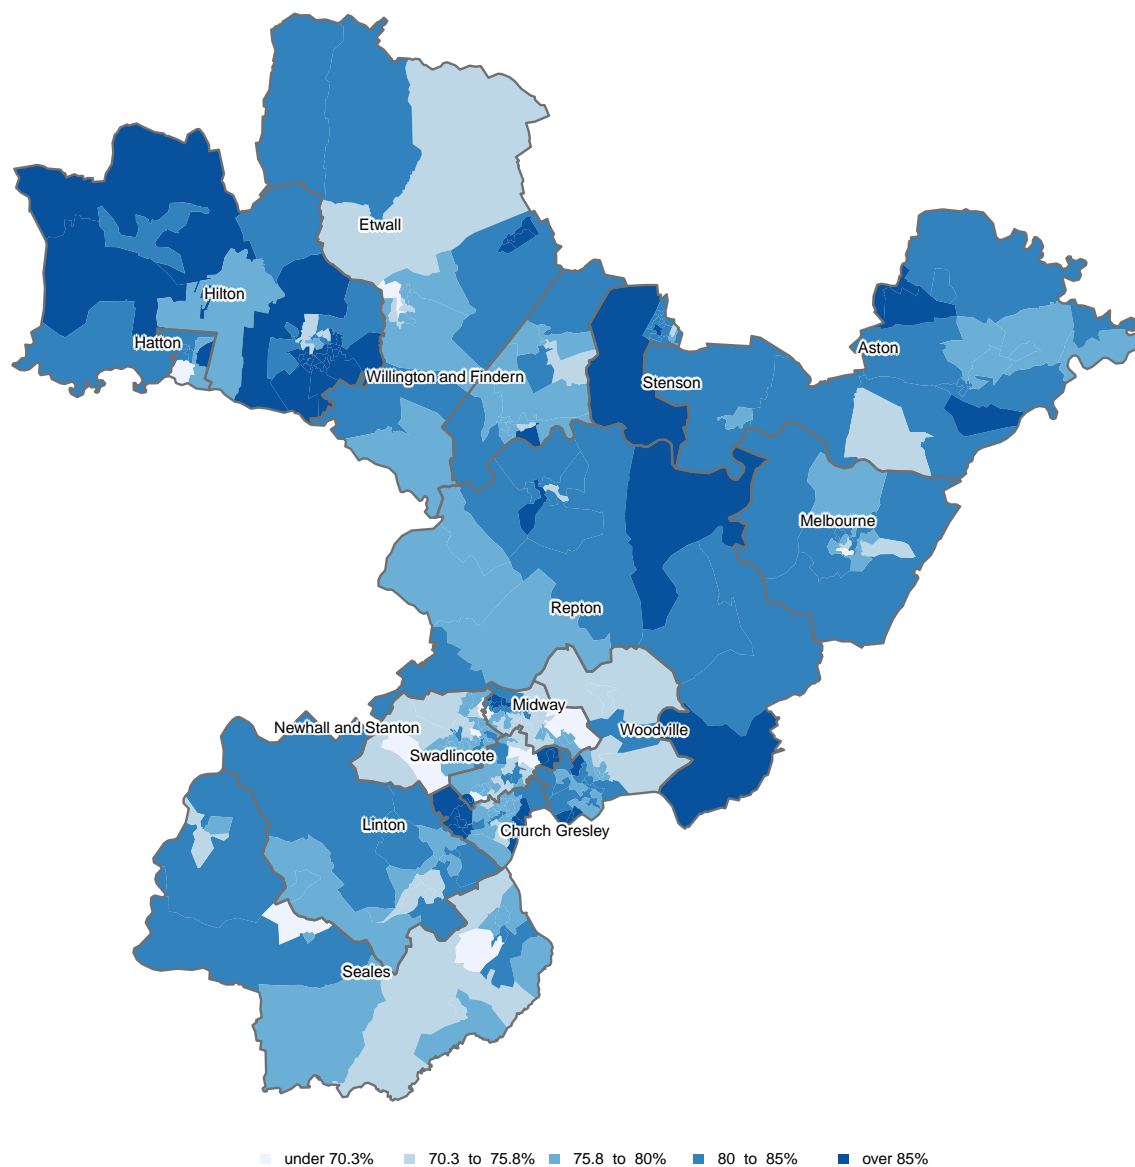 Etwall
Hilton
Hatton
Aston
Willington and Findern
Stenson
Melbourne
Repton
Midway
Newhall and Stanton
Woodville
Swadlincote
Linton
Church Gresley
Seales
under 70.3% 70.3 to 75.8% 75.8 to 80% 80 to 85% over 85%